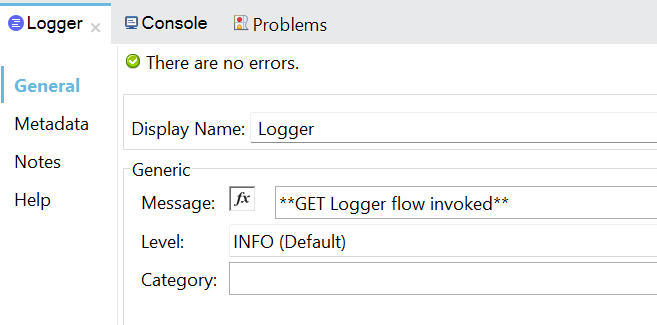 Logger
Console
Problems
There are no errors.
General
Metadata
Notes
Help
Display Name: Logger
Generic
Message: fx **GET Logger flow invoked**
Level: INFO (Default)
Category: